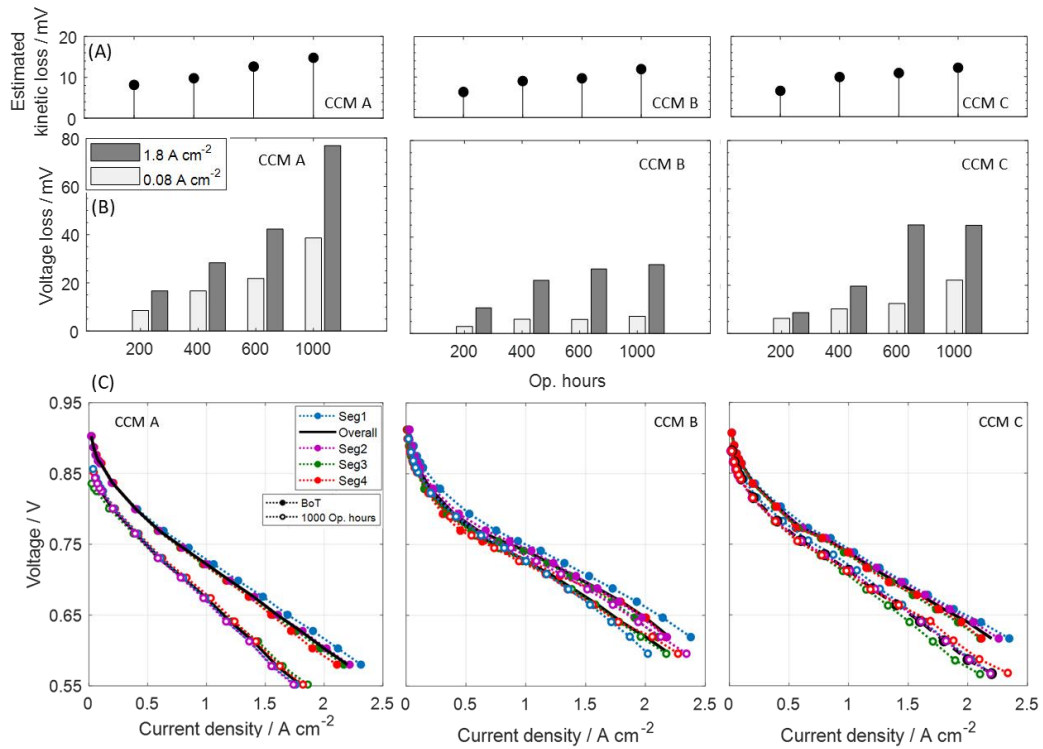 Estimated
kinetic loss / mV
20
10
0
(A)
CCM A
CCM B
CCM C
Voltage loss / mV
80
60
40
20
0
1.8 A cm⁻²
0.08 A cm⁻²
(B)
CCM A
CCM B
CCM C
200 400 600 1000
200 400 600 1000
200 400 600 1000
Op. hours
(C)
Voltage / V
0.95
0.85
0.75
0.65
0.55
CCM A
Seg1
Overall
Seg2
Seg3
Seg4
BoT
1000 Op. hours
CCM B
CCM C
0 0.5 1 1.5 2 2.5
0 0.5 1 1.5 2 2.5
0 0.5 1 1.5 2 2.5
Current density / A cm⁻²
Current density / A cm⁻²
Current density / A cm⁻²